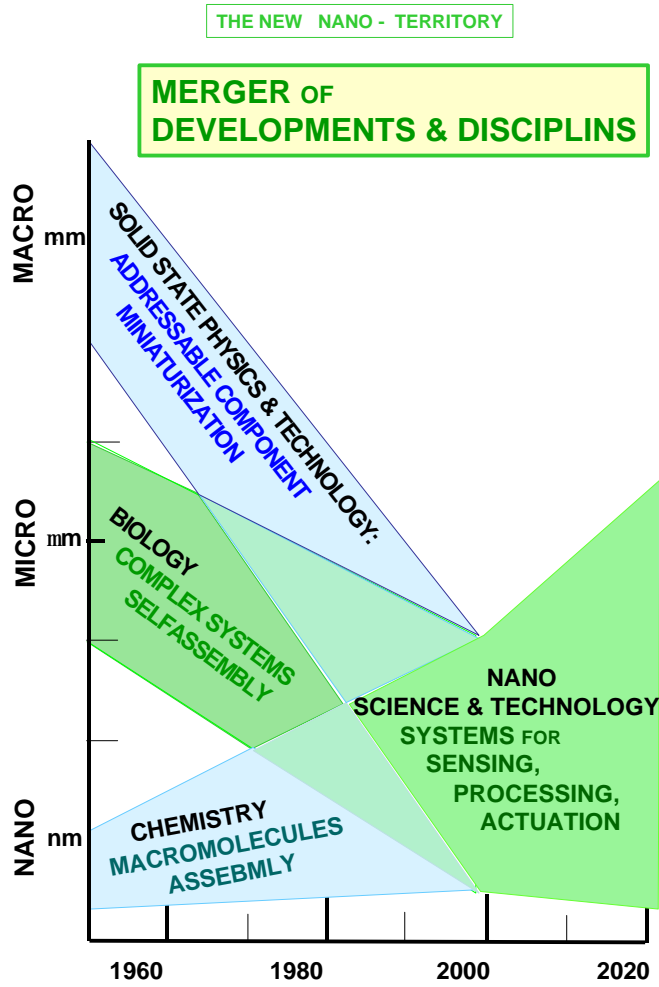 THE NEW NANO - TERRITORY
MERGER OF
DEVELOPMENTS & DISCIPLINS
MACRO
mm
SOLID STATE PHYSICS & TECHNOLOGY:
ADDRESSABLE COMPONENT
MINIATURIZATION
MICRO
mm
BIOLOGY
COMPLEX SYSTEMS
SELFASSEMBLY
NANO
SCIENCE & TECHNOLOGY
SYSTEMS FOR
SENSING,
PROCESSING,
ACTUATION
NANO
nm
CHEMISTRY
MACROMOLECULES
ASSEBMLY
1960 1980 2000 2020